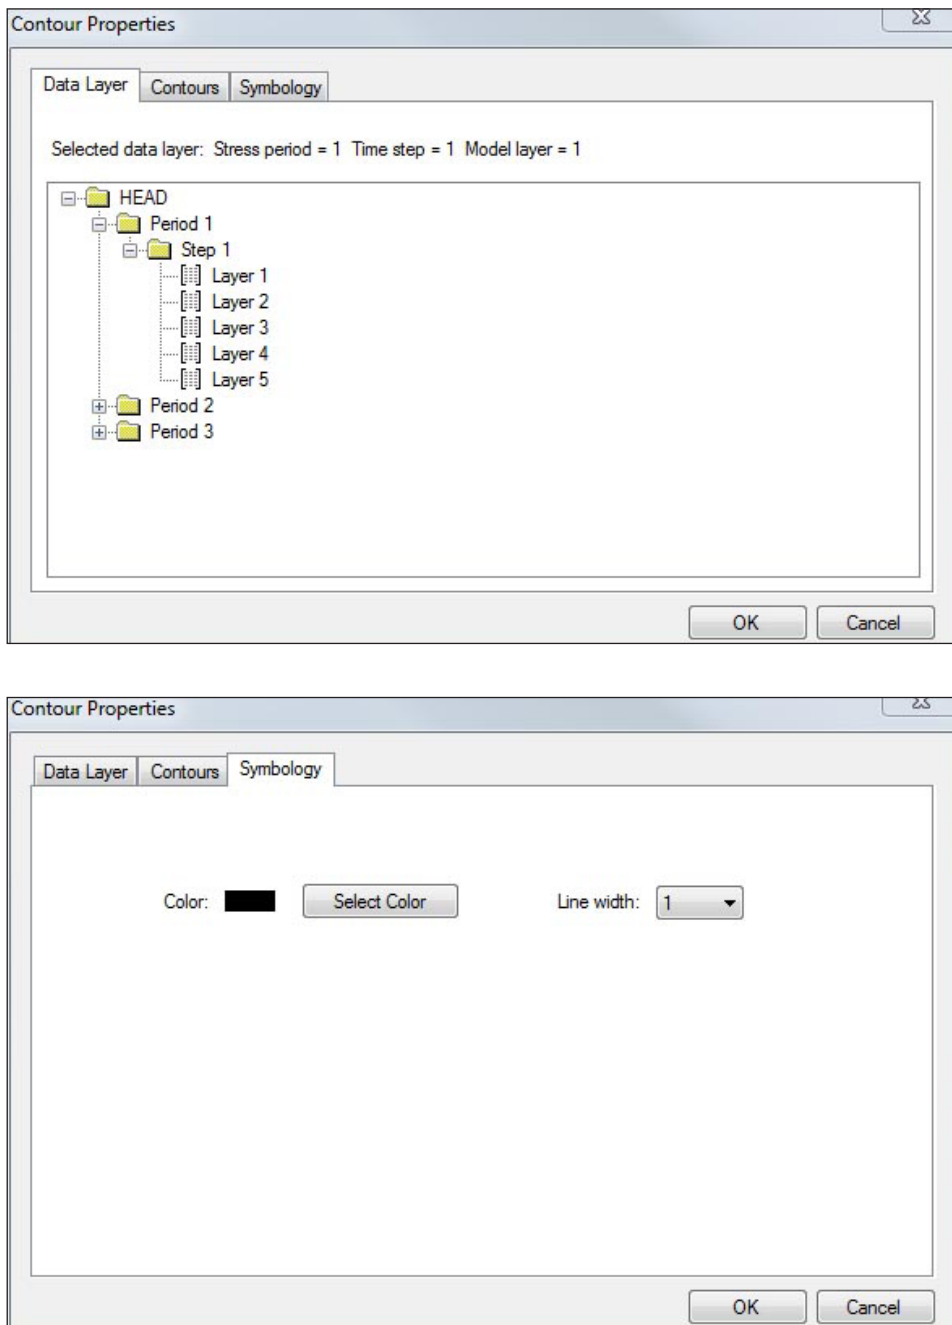 Contour Properties
Data Layer Contours Symbology
Selected data layer: Stress period = 1 Time step = 1 Model layer = 1
HEAD
Period 1
Step 1
Layer 1
Layer 2
Layer 3
Layer 4
Layer 5
Period 2
Period 3
OK Cancel
Contour Properties
Data Layer Contours Symbology
Color: Select Color Line width: 1
OK Cancel